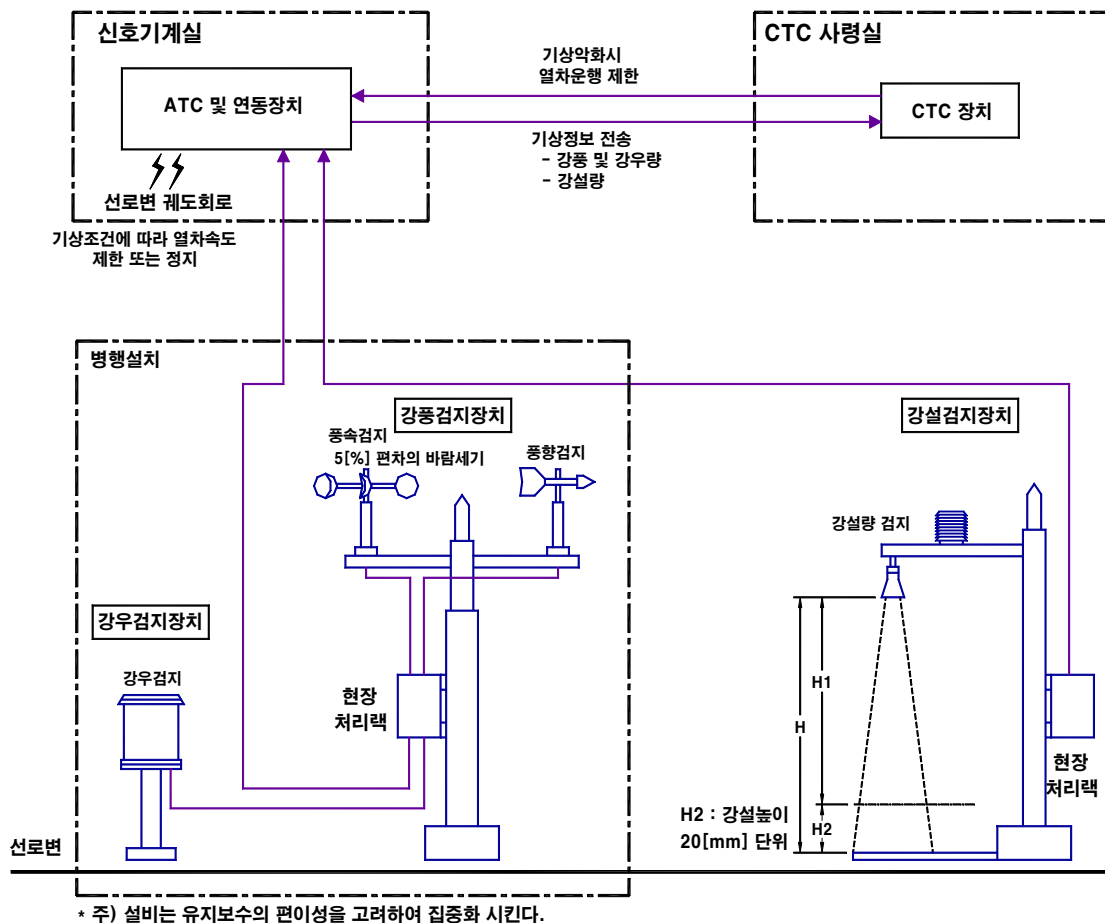 신호기계실
CTC 사령실
기상악화시
열차운행 제한
ATC 및 연동장치
CTC 장치
기상정보 전송
- 강풍 및 강우량
- 강설량
선로변 궤도회로
기상조건에 따라 열차속도
제한 또는 정지
병행설치
강풍검지장치
강설검지장치
풍속검지
5[%] 편차의 바람세기
풍향검지
강설량 검지
강우검지장치
강우검지
현장
처리랙
H1
H
현장
처리랙
H2 : 강설높이
20[mm] 단위
H2
선로변
* 주) 설비는 유지보수의 편이성을 고려하여 집중화 시킨다.